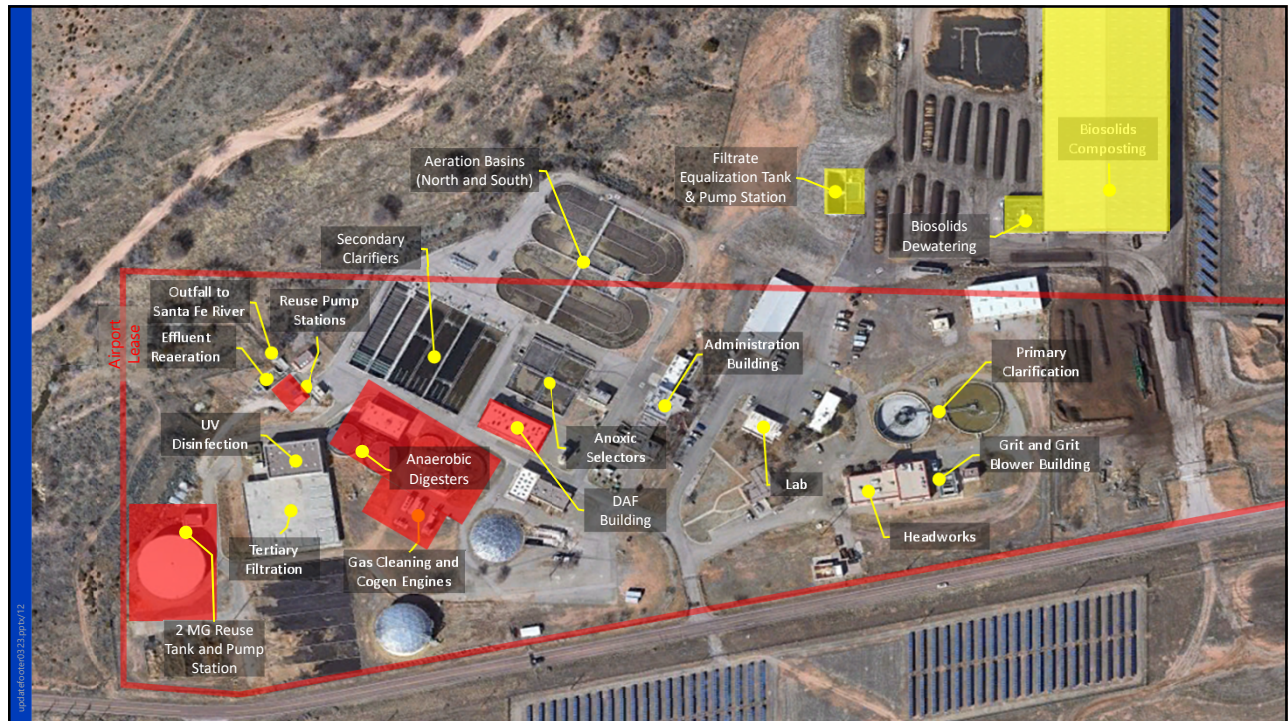 Biosolids
Composting
Aeration Basins
(North and South)
Filtrate
Equalization Tank
& Pump Station
Biosolids
Dewatering
Secondary
Clarifiers
Outfall to
Santa Fe River
Reuse Pump
Stations
Airport
Lease
Effluent
Reaeration
Administration
Building
Primary
Clarification
UV
Disinfection
Anaerobic
Digesters
Anoxic
Selectors
Grit and Grit
Blower Building
Lab
DAF
Building
Headworks
Tertiary
Filtration
Gas Cleaning and
Cogen Engines
2 MG Reuse
Tank and Pump
Station
updatefooter0323.pptx/12